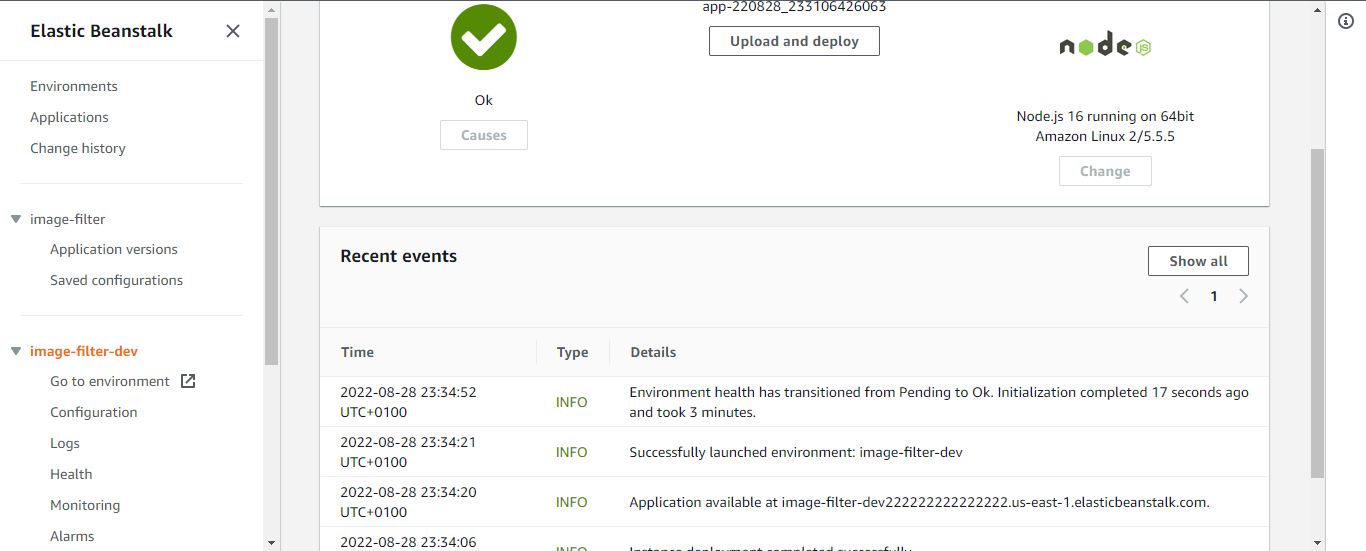 Elastic Beanstalk
Environments
Applications
Change history
image-filter
Application versions
Saved configurations
image-filter-dev
Go to environment
Configuration
Logs
Health
Monitoring
Alarms
app-220828_233106426063
Upload and deploy
Ok
Causes
node
JS
Node.js 16 running on 64bit
Amazon Linux 2/5.5.5
Change
Recent events
Show all
1
Time Type Details
2022-08-28 23:34:52
UTC+0100
INFO
Environment health has transitioned from Pending to Ok. Initialization completed 17 seconds ago
and took 3 minutes.
2022-08-28 23:34:21
UTC+0100
INFO
Successfully launched environment: image-filter-dev
2022-08-28 23:34:20
UTC+0100
INFO
Application available at image-filter-dev222222222222222.us-east-1.elasticbeanstalk.com.
2022-08-28 23:34:06
INFO
Instance deployment completed successfully.